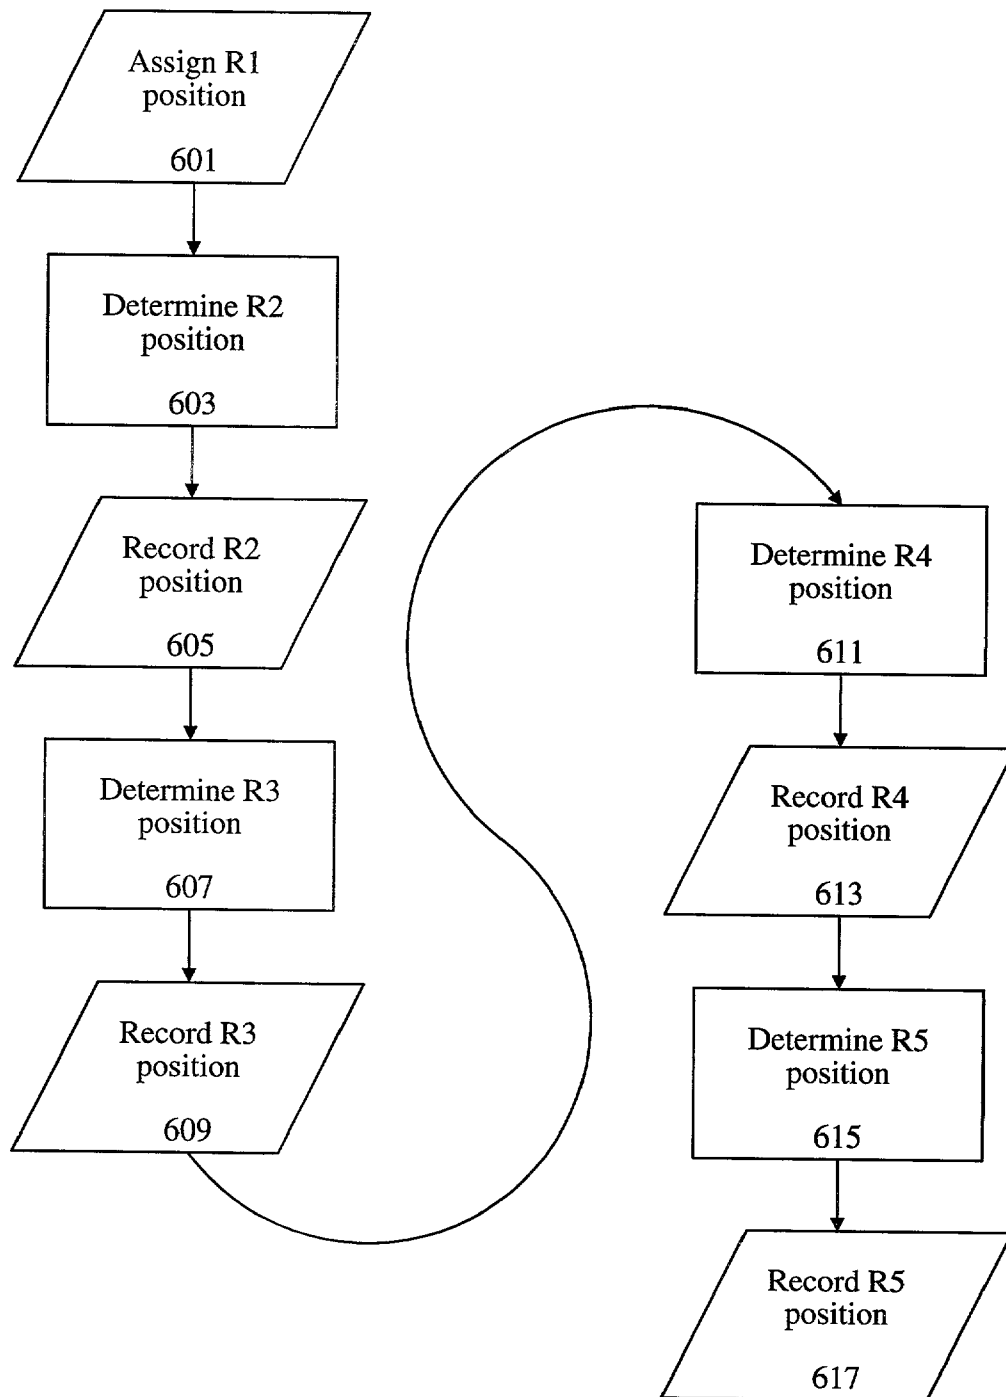 Assign R1
position
601
Determine R2
position
603
Record R2
position
605
Determine R3
position
607
Record R3
position
609
Determine R4
position
611
Record R4
position
613
Determine R5
position
615
Record R5
position
617